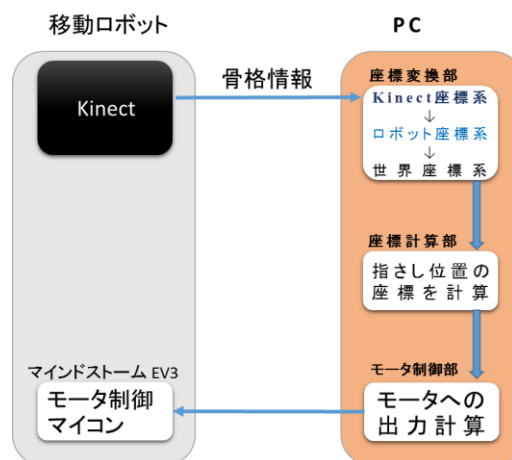 移動ロボット
PC
Kinect
骨格情報
座標変換部
Kinect座標系
↓
ロボット座標系
↓
世界座標系
座標計算部
指さし位置の
座標を計算
マインドストーム EV3
モータ制御
マイコン
モータ制御部
モータへの
出力計算